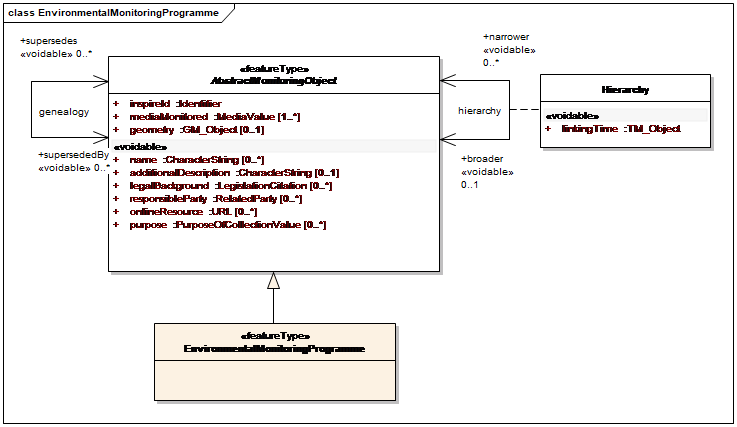 class EnvironmentalMonitoringProgramme
+supersedes
«voidable» 0..*
genealogy
+supersededBy
«voidable» 0..*
«featureType»
AbstractMonitoringObject
+ inspireId :Identifier
+ mediaMonitored :MediaValue [1..*]
+ geometry :GM_Object [0..1]
«voidable»
+ name :CharacterString [0..*]
+ additionalDescription :CharacterString [0..1]
+ legalBackground :LegislationCitation [0..*]
+ responsibleParty :RelatedParty [0..*]
+ onlineResource :URL [0..*]
+ purpose :PurposeOfCollectionValue [0..*]
+narrower
«voidable»
0..*
hierarchy
+broader
«voidable»
0..1
Hierarchy
«voidable»
+ linkingTime :TM_Object
«featureType»
EnvironmentalMonitoringProgramme